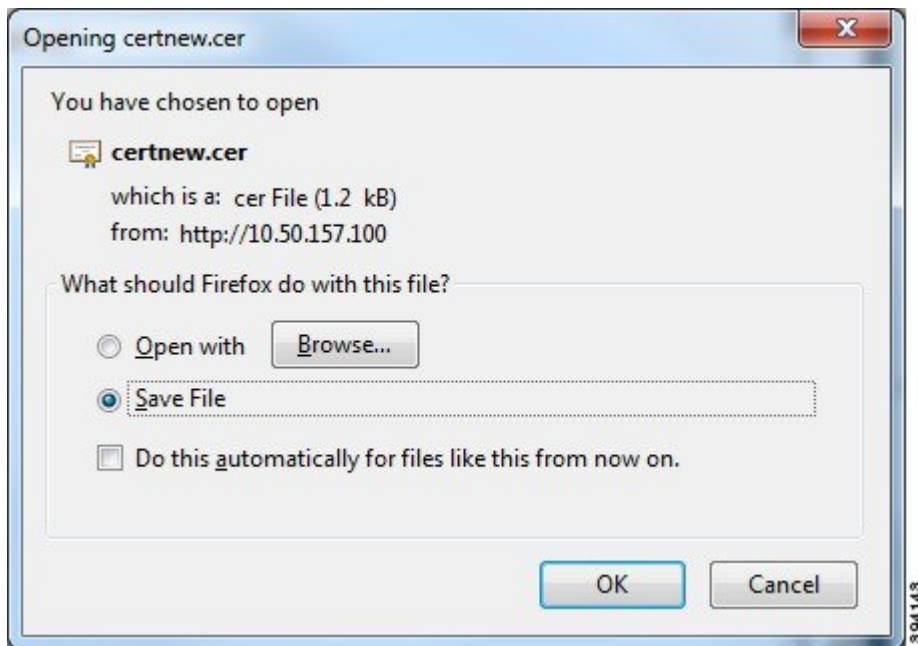 Opening certnew.cer
You have chosen to open
certnew.cer
which is a: cer File (1.2 kB)
from: http://10.50.157.100
What should Firefox do with this file?
Open with Browse...
Save File
Do this automatically for files like this from now on.
OK Cancel
394143